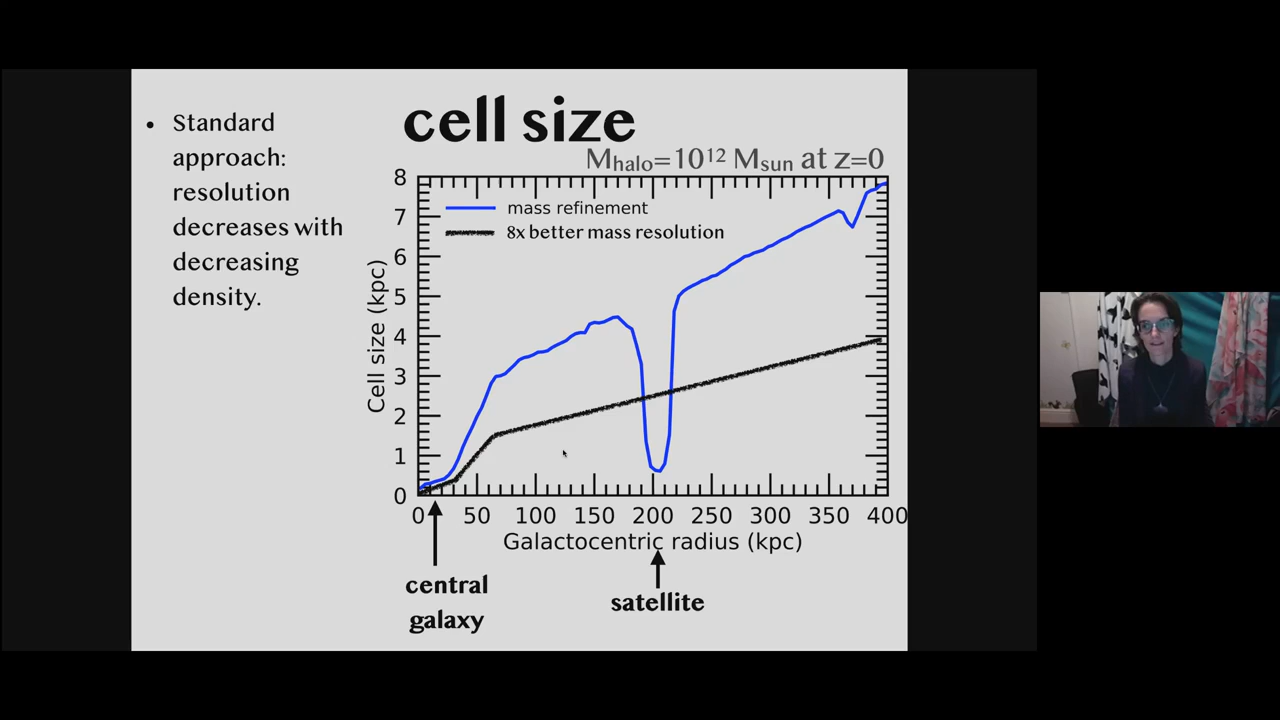 cell size
• Standard
approach:
resolution
decreases with
decreasing
density.
Mhalo=10¹² Msun at z=0
mass refinement
8x better mass resolution
Cell size (kpc)
8
7
6
5
4
3
2
1
0
0 50 100 150 200 250 300 350 400
Galactocentric radius (kpc)
central
galaxy
satellite